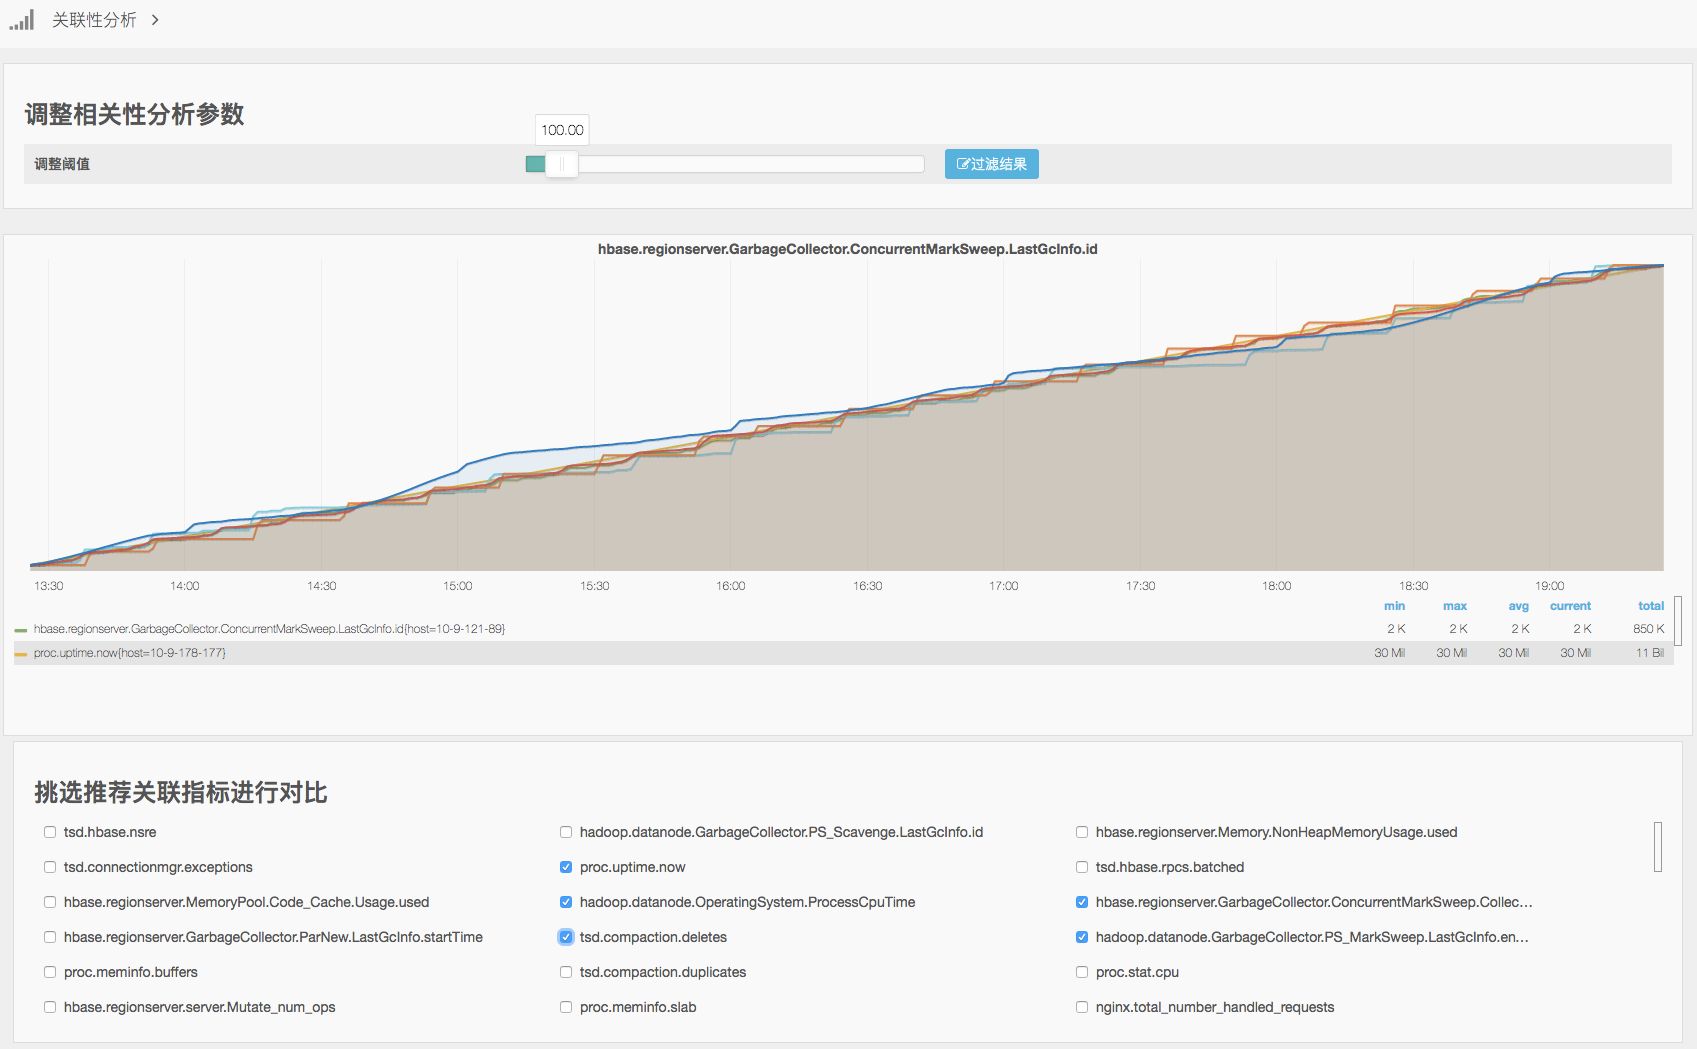 关联性分析
调整相关性分析参数
100.00
调整阈值
过滤结果
hbase.regionserver.GarbageCollector.ConcurrentMarkSweep.LastGcInfo.id
13:30 14:00 14:30 15:00 15:30 16:00 16:30 17:00 17:30 18:00 18:30 19:00
min max avg current total
hbase.regionserver.GarbageCollector.ConcurrentMarkSweep.LastGcInfo.id{host=10-9-121-89} 2 K 2 K 2 K 2 K 850 K
proc.uptime.now{host=10-9-178-177} 30 Mil 30 Mil 30 Mil 30 Mil 11 Bil
挑选推荐关联指标进行对比
tsd.hbase.nsre hadoop.datanode.GarbageCollector.PS_Scavenge.LastGcInfo.id hbase.regionserver.Memory.NonHeapMemoryUsage.used
tsd.connectionmgr.exceptions proc.uptime.now tsd.hbase.rpcs.batched
hbase.regionserver.MemoryPool.Code_Cache.Usage.used hadoop.datanode.OperatingSystem.ProcessCpuTime hbase.regionserver.GarbageCollector.ConcurrentMarkSweep.Collec...
hbase.regionserver.GarbageCollector.ParNew.LastGcInfo.startTime tsd.compaction.deletes hadoop.datanode.GarbageCollector.PS_MarkSweep.LastGcInfo.en...
proc.meminfo.buffers tsd.compaction.duplicates proc.stat.cpu
hbase.regionserver.server.Mutate_num_ops proc.meminfo.slab nginx.total_number_handled_requests